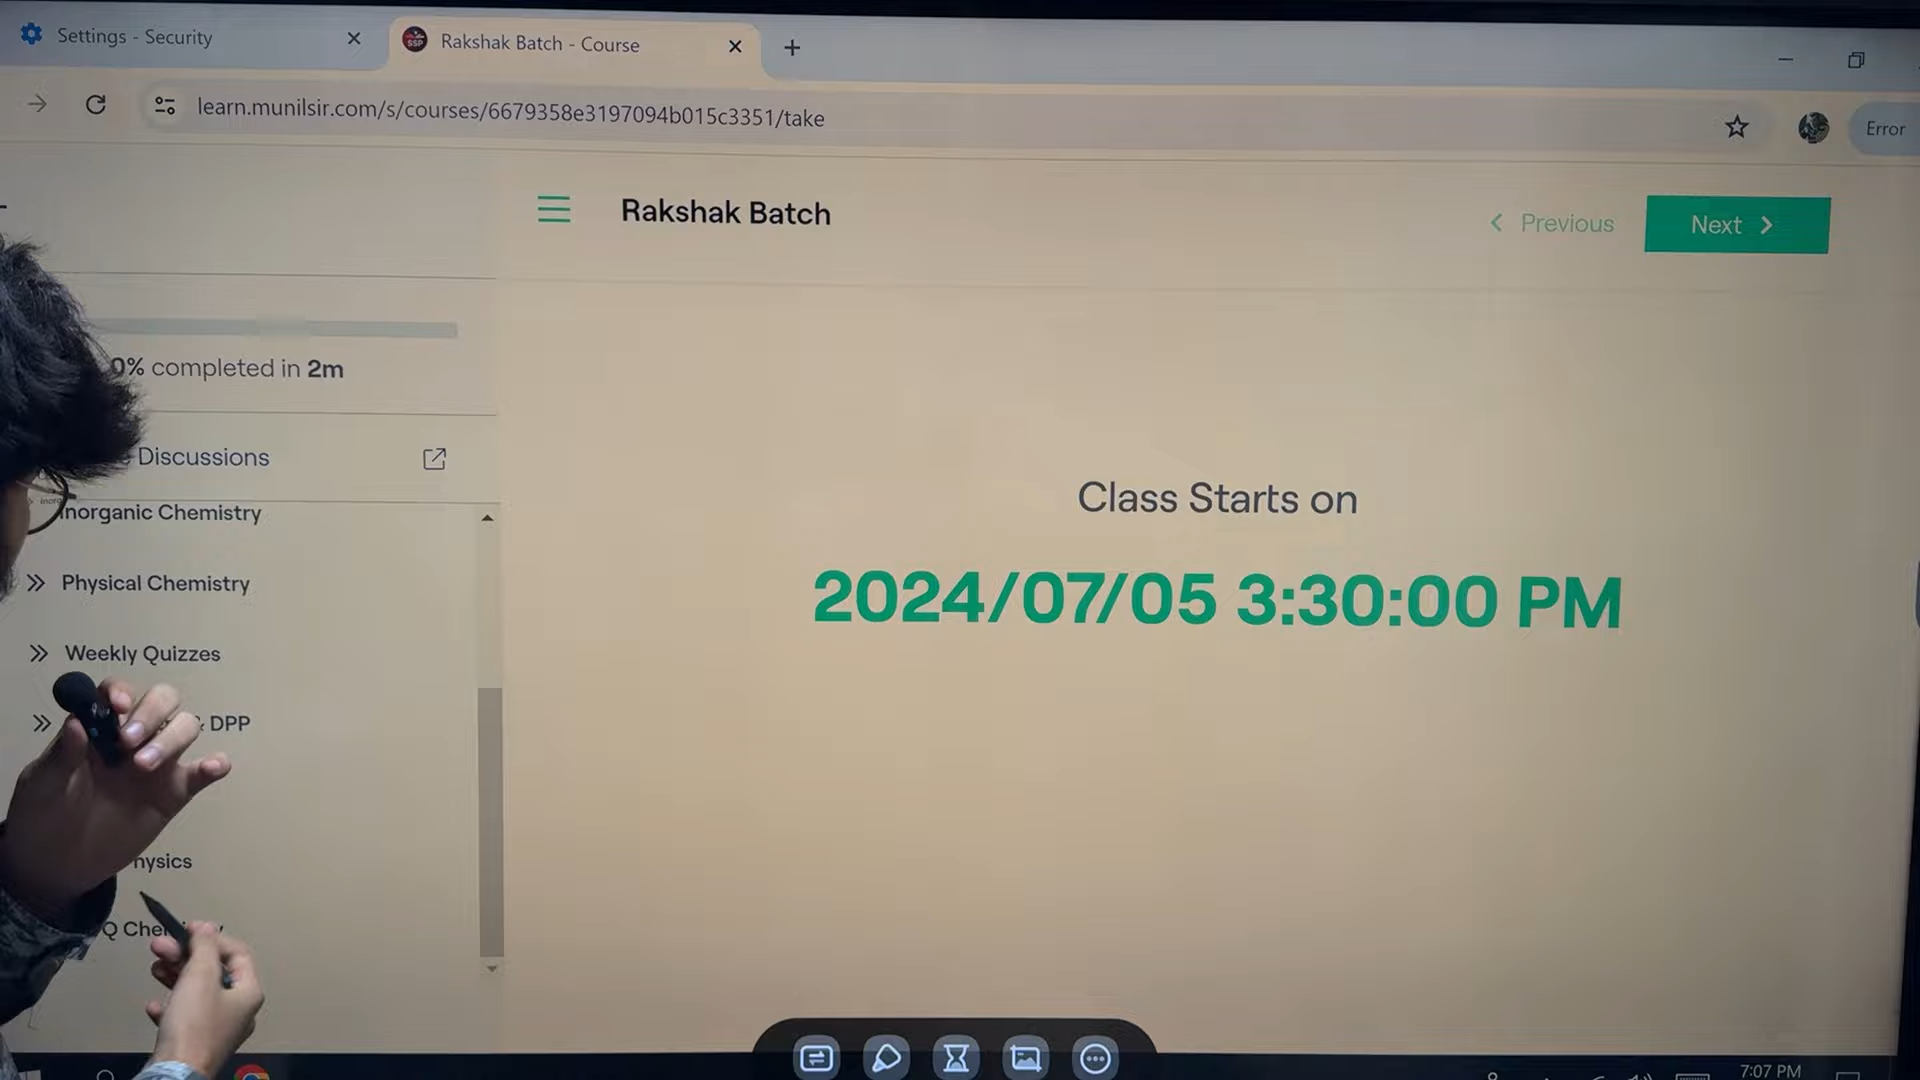 Settings - Security
Rakshak Batch - Course
learn.munilsir.com/s/courses/6679358e3197094b015c3351/take
Error
Rakshak Batch
Previous
Next
0% completed in 2m
Discussions
Inorganic Chemistry
Physical Chemistry
Weekly Quizzes
& DPP
Class Starts on
2024/07/05 3:30:00 PM
7:07 PM